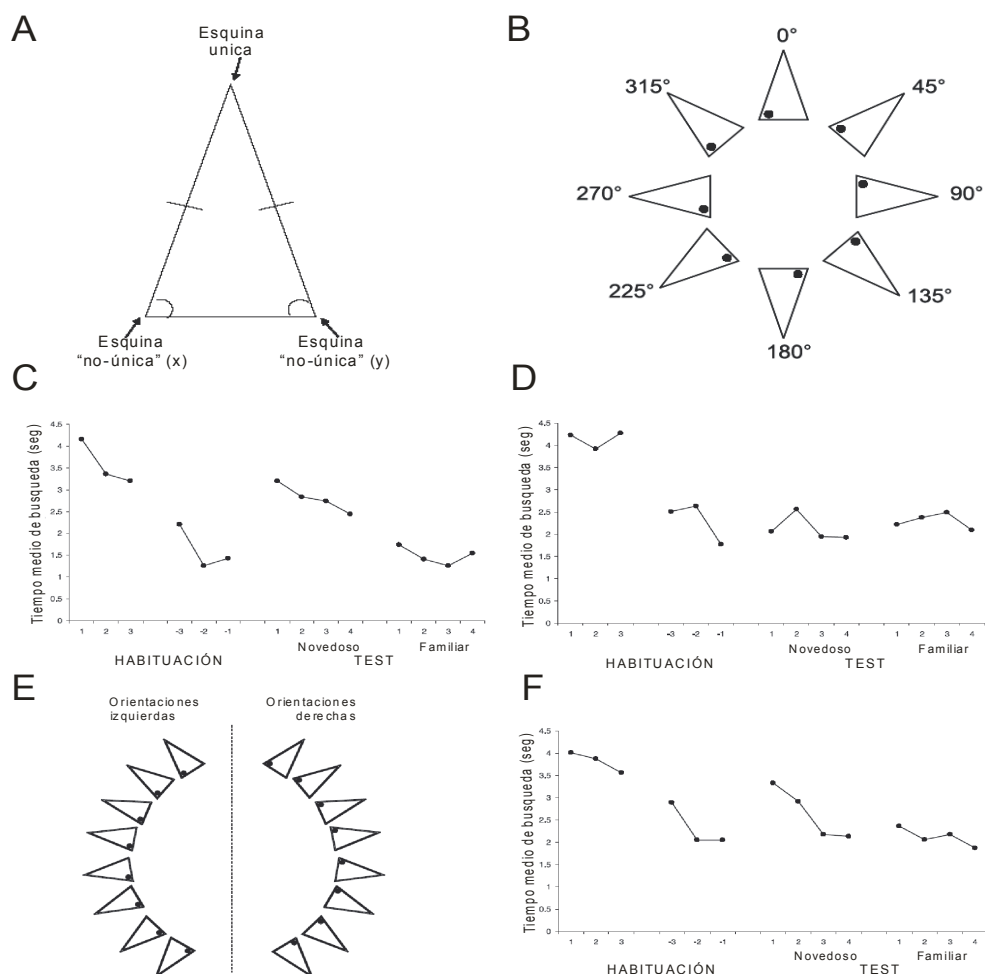 A
Esquina
unica
Esquina
"no-única" (x)
Esquina
"no-única" (y)
B
0°
45°
90°
135°
180°
225°
270°
315°
C
Tiempo medio de busqueda (seg)
4.5
4
3.5
3
2.5
2
1.5
1
0.5
0
1 2 3 -3 -2 -1 1 2 3 4 1 2 3 4
Novedoso Familiar
HABITUACIÓN TEST
D
Tiempo medio de busqueda (seg)
4.5
4
3.5
3
2.5
2
1.5
1
0.5
0
1 2 3 -3 -2 -1 1 2 3 4 1 2 3 4
Novedoso Familiar
HABITUACIÓN TEST
E
Orientaciones
izquierdas
Orientaciones
derechas
F
Tiempo medio de busqueda (seg)
4.5
4
3.5
3
2.5
2
1.5
1
0.5
0
1 2 3 -3 -2 -1 1 2 3 4 1 2 3 4
Novedoso Familiar
HABITUACIÓN TEST